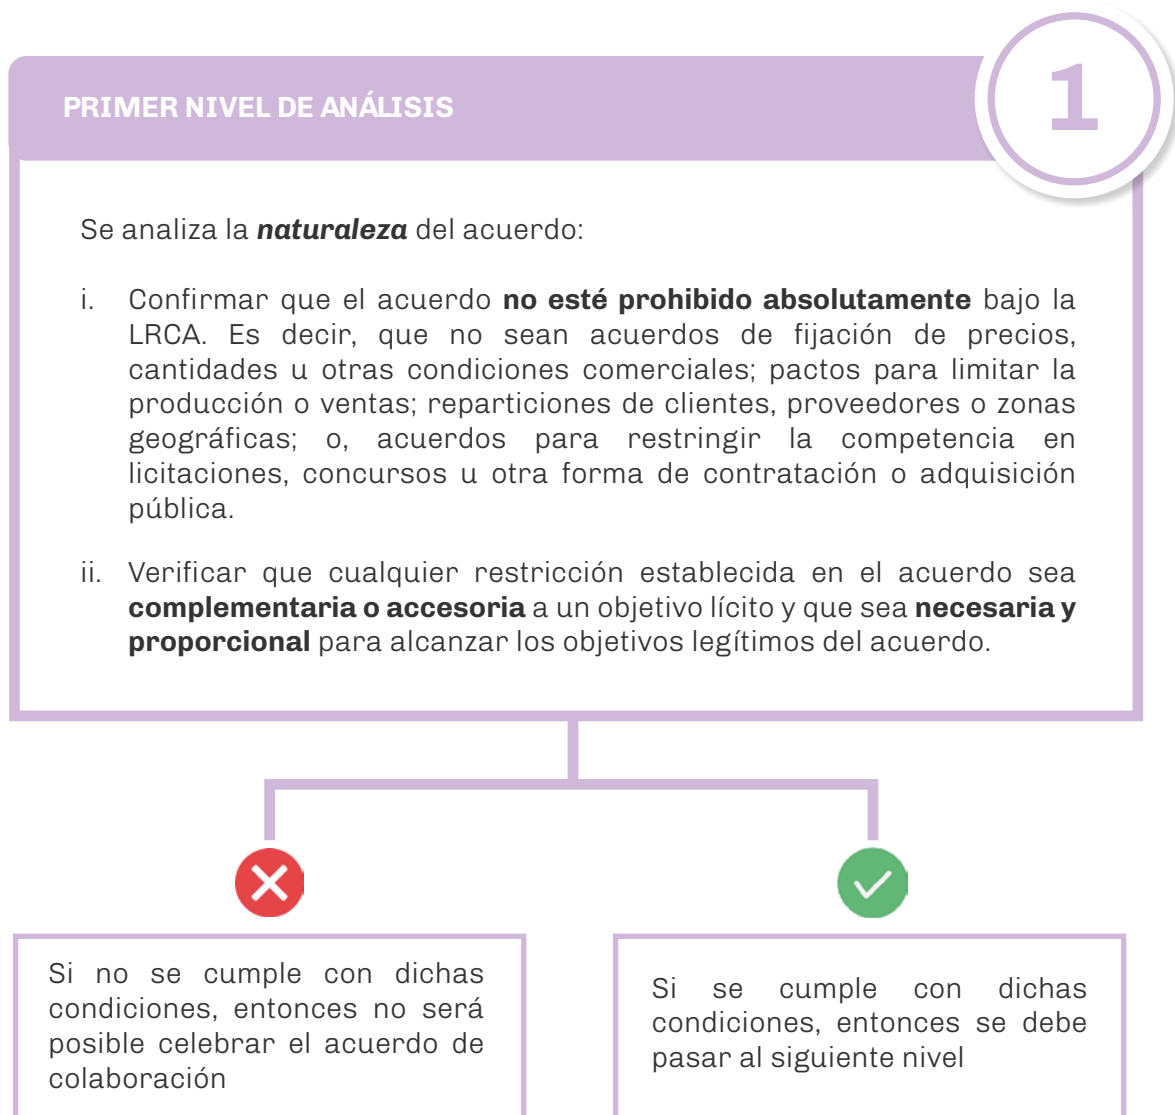 PRIMER NIVEL DE ANÁLISIS
1
Se analiza la naturaleza del acuerdo:
i. Confirmar que el acuerdo no esté prohibido absolutamente bajo la
LRCA. Es decir, que no sean acuerdos de fijación de precios,
cantidades u otras condiciones comerciales; pactos para limitar la
producción o ventas; reparticiones de clientes, proveedores o zonas
geográficas; o, acuerdos para restringir la competencia en
licitaciones, concursos u otra forma de contratación o adquisición
pública.
ii. Verificar que cualquier restricción establecida en el acuerdo sea
complementaria o accesoria a un objetivo lícito y que sea necesaria y
proporcional para alcanzar los objetivos legítimos del acuerdo.
Si no se cumple con dichas
condiciones, entonces no será
posible celebrar el acuerdo de
colaboración
Si se cumple con dichas
condiciones, entonces se debe
pasar al siguiente nivel